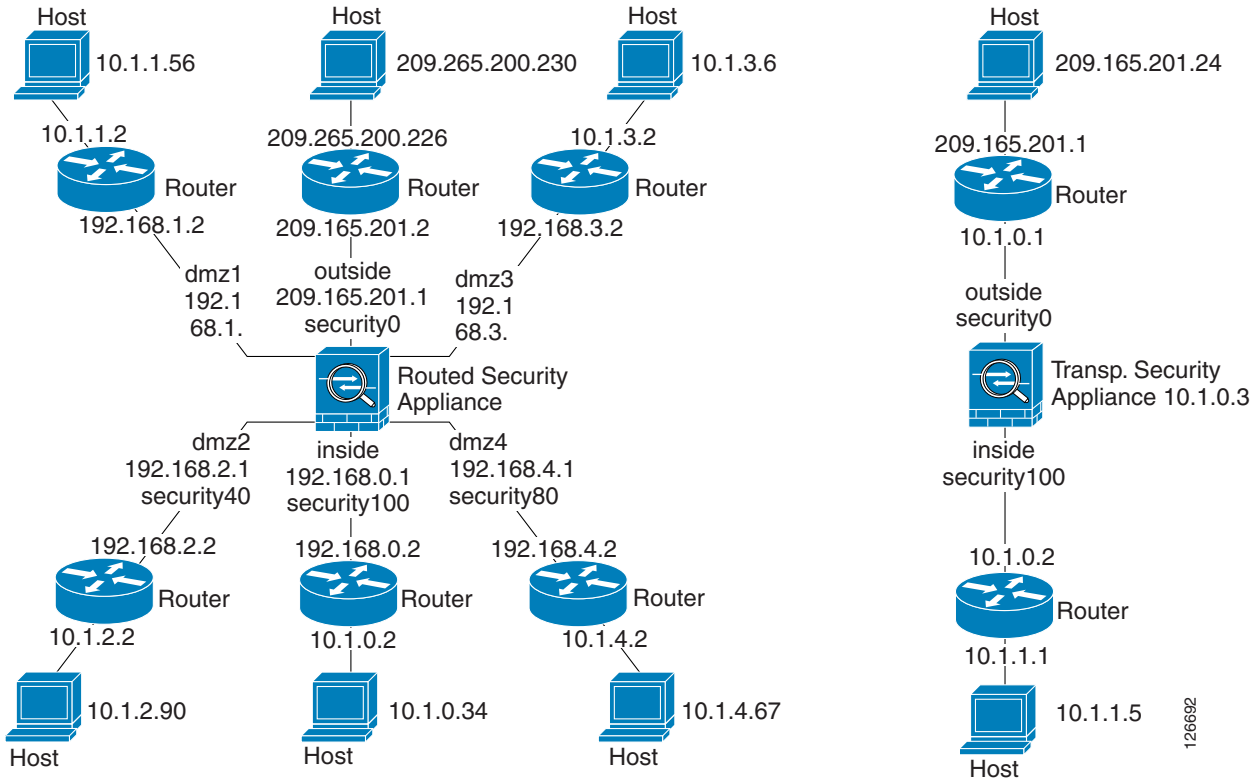 Host
10.1.1.56
10.1.1.2
Router
192.168.1.2
dmz1
192.1
68.1.
Host
209.265.200.230
209.265.200.226
Router
209.165.201.2
outside
209.165.201.1
security0
Host
10.1.3.6
10.1.3.2
Router
192.168.3.2
dmz3
192.1
68.3.
Routed Security
Appliance
dmz2
192.168.2.1
security40
192.168.2.2
Router
10.1.2.2
10.1.2.90
Host
inside
192.168.0.1
security100
192.168.0.2
Router
10.1.0.2
10.1.0.34
Host
dmz4
192.168.4.1
security80
192.168.4.2
Router
10.1.4.2
10.1.4.67
Host
Host
209.165.201.24
209.165.201.1
Router
10.1.0.1
outside
security0
Transp. Security
Appliance 10.1.0.3
inside
security100
10.1.0.2
Router
10.1.1.1
10.1.1.5
Host
126692